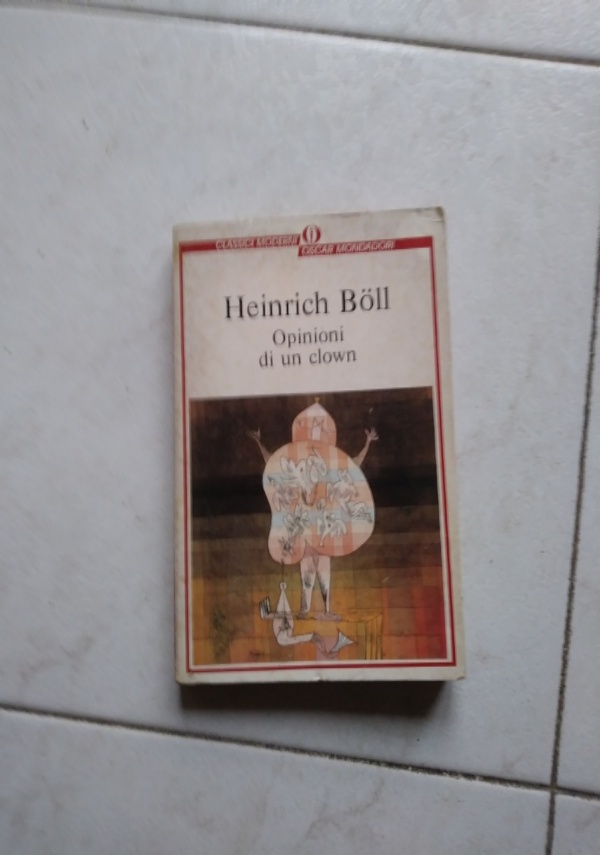 CLASSICI MODERNI
OSCAR MONDADORI
Heinrich Böll
Opinioni
di un clown